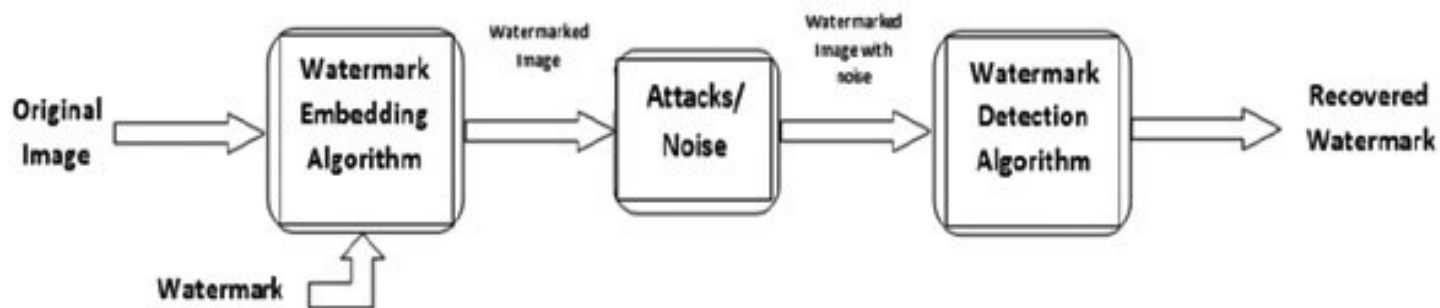 Original
Image
Watermark
Embedding
Algorithm
Watermark
Watermarked
Image
Attacks/
Noise
Watermarked
Image with
noise
Watermark
Detection
Algorithm
Recovered
Watermark